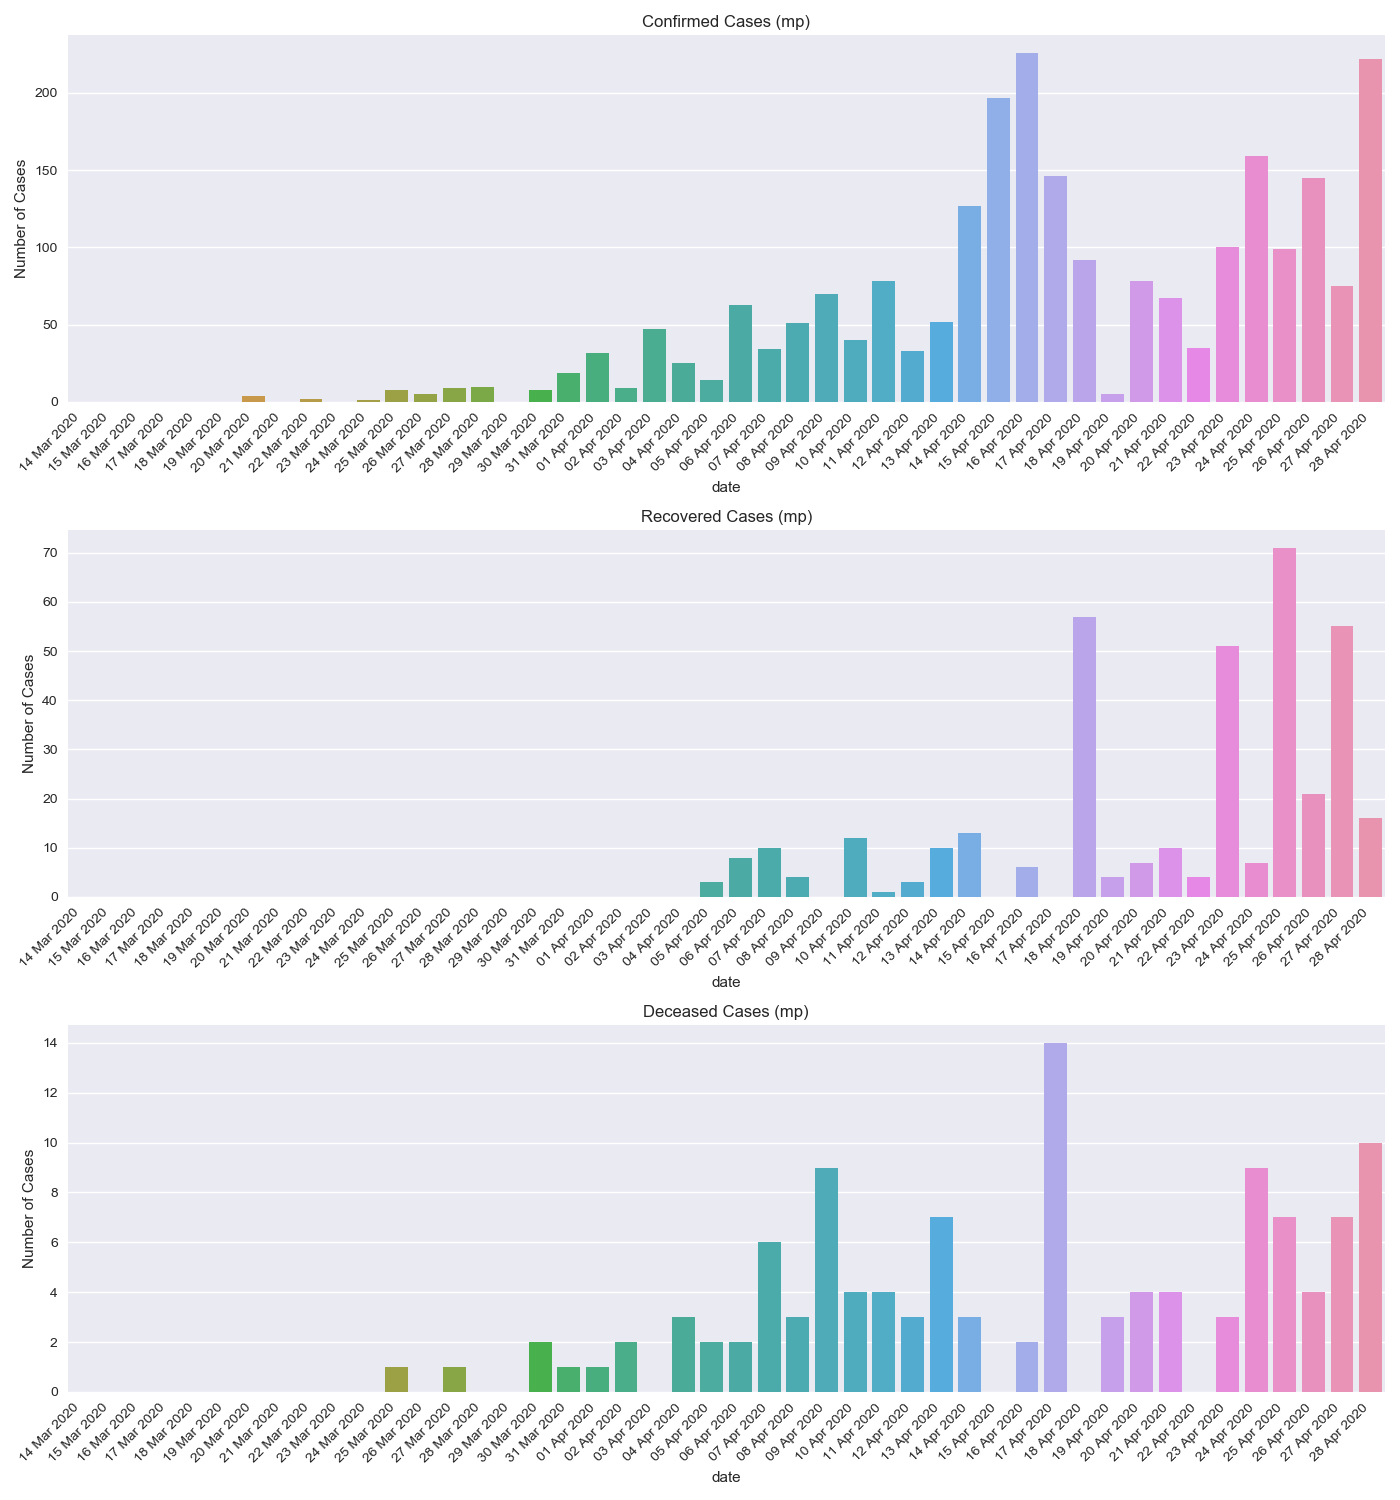 Confirmed Cases (mp)
200
150
100
50
0
Number of Cases
14 Mar 2020
15 Mar 2020
16 Mar 2020
17 Mar 2020
18 Mar 2020
19 Mar 2020
20 Mar 2020
21 Mar 2020
22 Mar 2020
23 Mar 2020
24 Mar 2020
25 Mar 2020
26 Mar 2020
27 Mar 2020
28 Mar 2020
29 Mar 2020
30 Mar 2020
31 Mar 2020
01 Apr 2020
02 Apr 2020
03 Apr 2020
04 Apr 2020
05 Apr 2020
06 Apr 2020
07 Apr 2020
08 Apr 2020
09 Apr 2020
10 Apr 2020
11 Apr 2020
12 Apr 2020
13 Apr 2020
14 Apr 2020
15 Apr 2020
16 Apr 2020
17 Apr 2020
18 Apr 2020
19 Apr 2020
20 Apr 2020
21 Apr 2020
22 Apr 2020
23 Apr 2020
24 Apr 2020
25 Apr 2020
26 Apr 2020
27 Apr 2020
28 Apr 2020
date
Recovered Cases (mp)
70
60
50
40
30
20
10
0
Number of Cases
14 Mar 2020
15 Mar 2020
16 Mar 2020
17 Mar 2020
18 Mar 2020
19 Mar 2020
20 Mar 2020
21 Mar 2020
22 Mar 2020
23 Mar 2020
24 Mar 2020
25 Mar 2020
26 Mar 2020
27 Mar 2020
28 Mar 2020
29 Mar 2020
30 Mar 2020
31 Mar 2020
01 Apr 2020
02 Apr 2020
03 Apr 2020
04 Apr 2020
05 Apr 2020
06 Apr 2020
07 Apr 2020
08 Apr 2020
09 Apr 2020
10 Apr 2020
11 Apr 2020
12 Apr 2020
13 Apr 2020
14 Apr 2020
15 Apr 2020
16 Apr 2020
17 Apr 2020
18 Apr 2020
19 Apr 2020
20 Apr 2020
21 Apr 2020
22 Apr 2020
23 Apr 2020
24 Apr 2020
25 Apr 2020
26 Apr 2020
27 Apr 2020
28 Apr 2020
date
Deceased Cases (mp)
14
12
10
8
6
4
2
0
Number of Cases
14 Mar 2020
15 Mar 2020
16 Mar 2020
17 Mar 2020
18 Mar 2020
19 Mar 2020
20 Mar 2020
21 Mar 2020
22 Mar 2020
23 Mar 2020
24 Mar 2020
25 Mar 2020
26 Mar 2020
27 Mar 2020
28 Mar 2020
29 Mar 2020
30 Mar 2020
31 Mar 2020
01 Apr 2020
02 Apr 2020
03 Apr 2020
04 Apr 2020
05 Apr 2020
06 Apr 2020
07 Apr 2020
08 Apr 2020
09 Apr 2020
10 Apr 2020
11 Apr 2020
12 Apr 2020
13 Apr 2020
14 Apr 2020
15 Apr 2020
16 Apr 2020
17 Apr 2020
18 Apr 2020
19 Apr 2020
20 Apr 2020
21 Apr 2020
22 Apr 2020
23 Apr 2020
24 Apr 2020
25 Apr 2020
26 Apr 2020
27 Apr 2020
28 Apr 2020
date